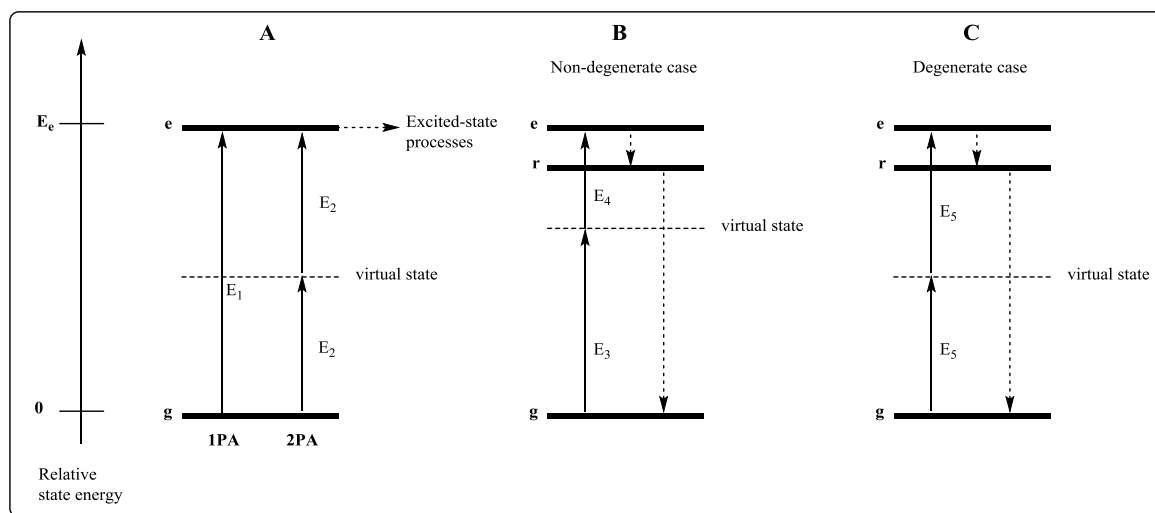 A
B
C
Non-degenerate case
Degenerate case
Eₑ
e
Excited-state
processes
e
e
r
r
E₂
E₄
E₅
virtual state
virtual state
virtual state
E₁
E₂
E₃
E₅
0
g
g
g
1PA
2PA
Relative
state energy